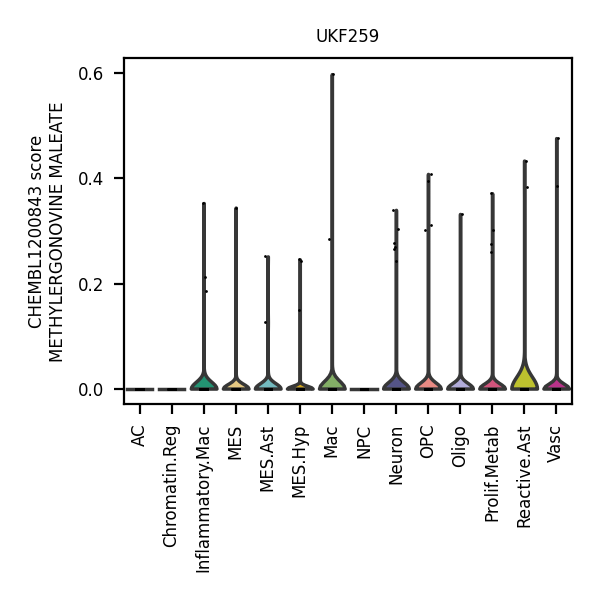 UKF259
CHEMBL1200843 score
METHYLERGONOVINE MALEATE
0.6
0.4
0.2
0.0
AC
Chromatin.Reg
Inflammatory.Mac
MES
MES.Ast
MES.Hyp
Mac
NPC
Neuron
OPC
Oligo
Prolif.Metab
Reactive.Ast
Vasc